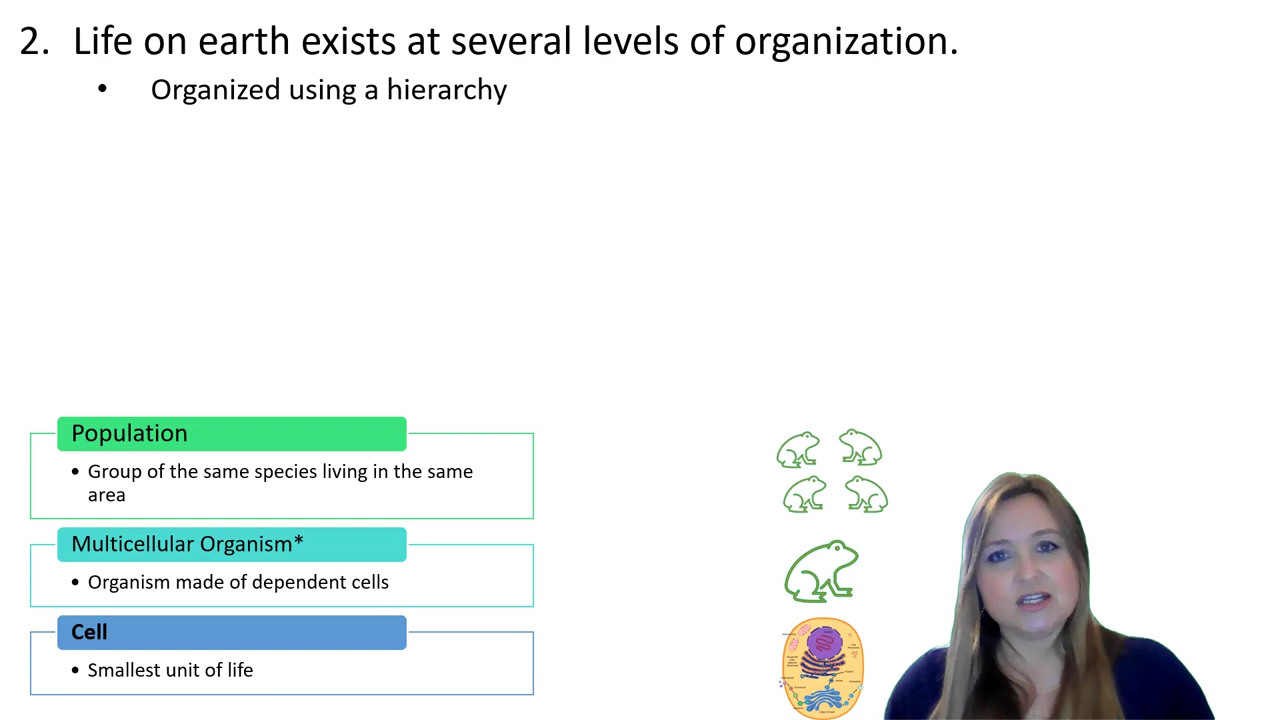 2. Life on earth exists at several levels of organization.
• Organized using a hierarchy
Population
• Group of the same species living in the same
area
Multicellular Organism*
• Organism made of dependent cells
Cell
• Smallest unit of life